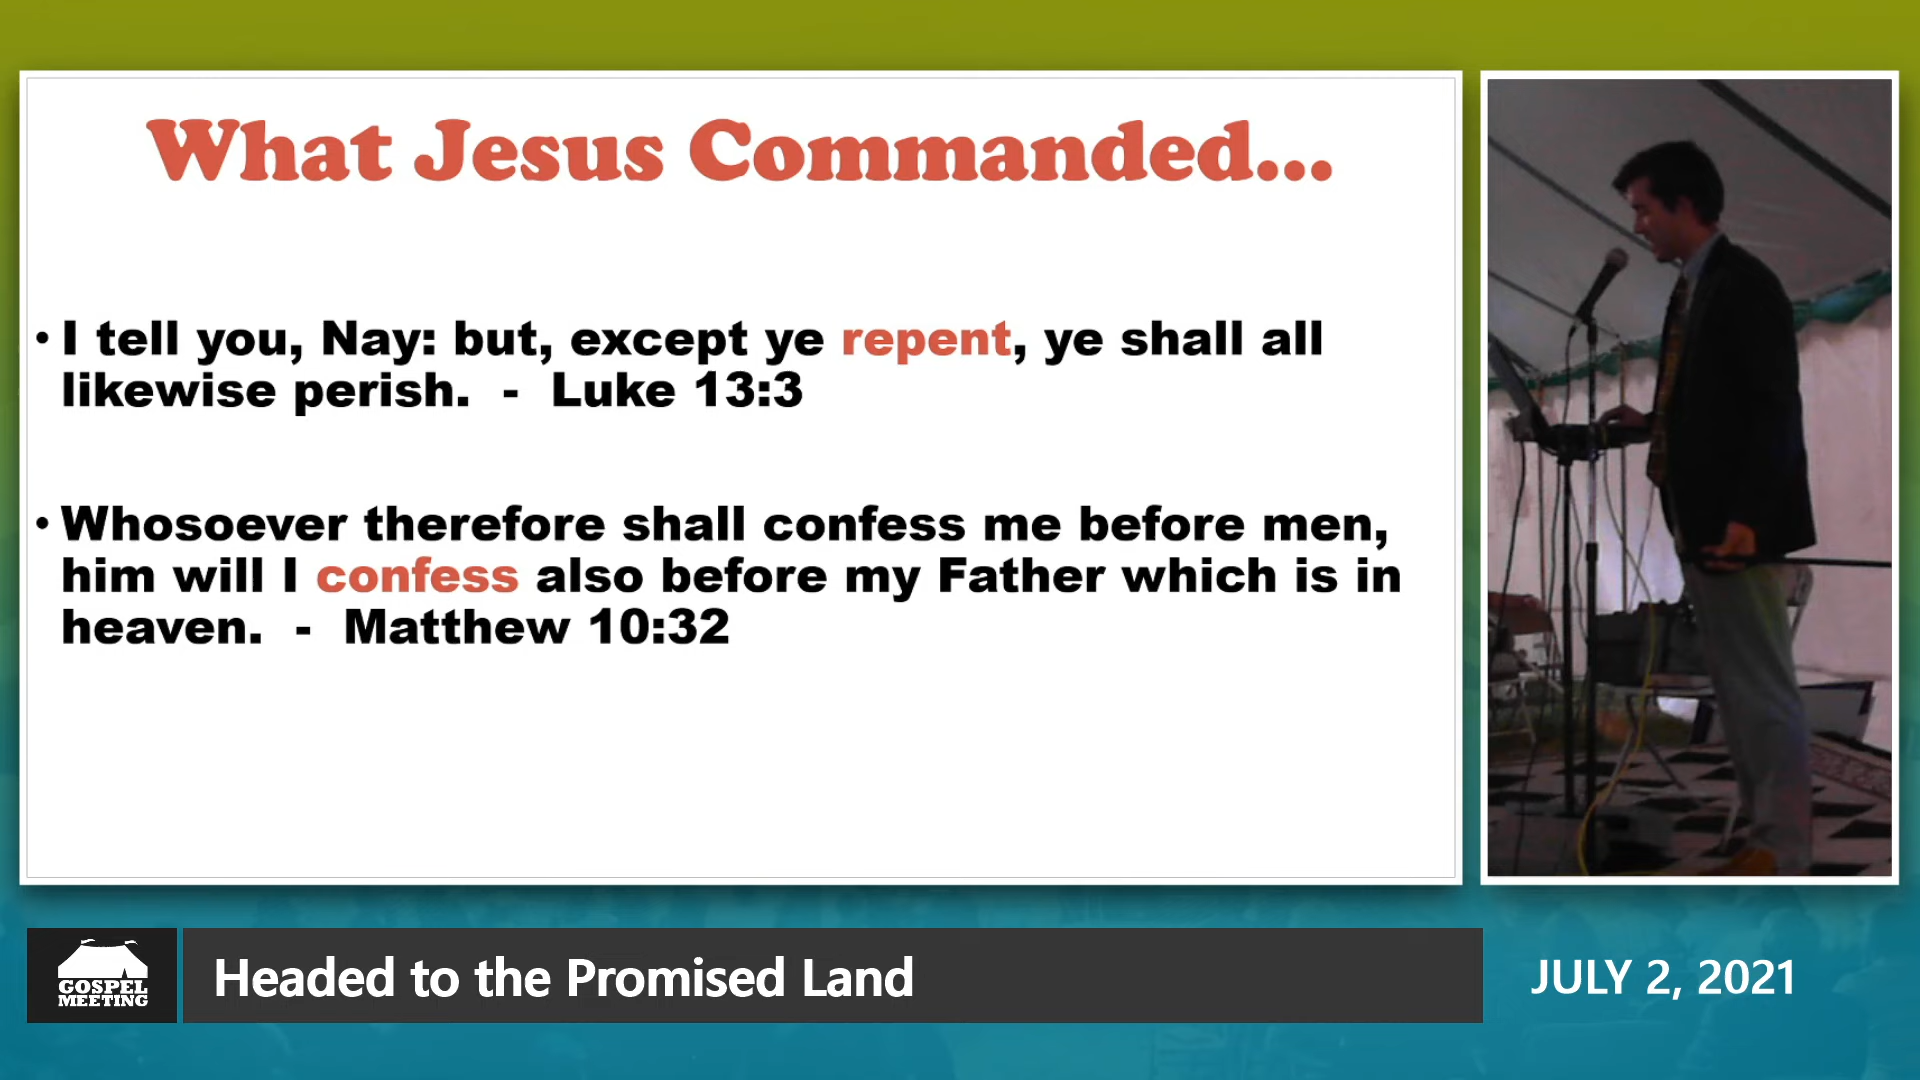 What Jesus Commanded...
• I tell you, Nay: but, except ye repent, ye shall all
likewise perish. - Luke 13:3
• Whosoever therefore shall confess me before men,
him will I confess also before my Father which is in
heaven. - Matthew 10:32
GOSPEL
MEETING
Headed to the Promised Land
JULY 2, 2021